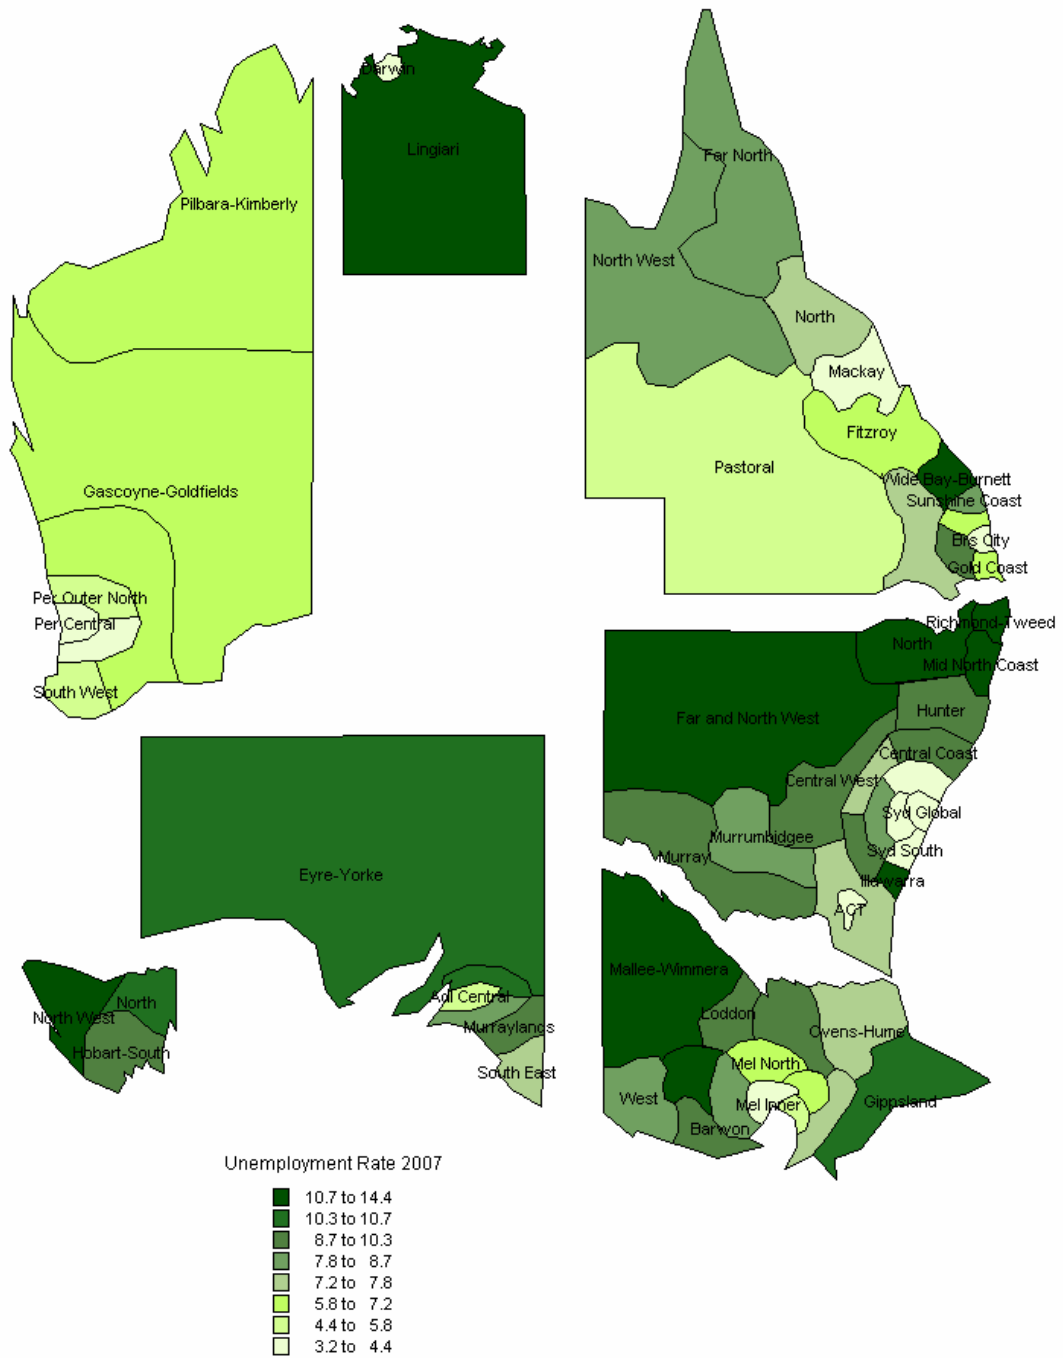 Darwin
Lingiari
Far North
Pilbara-Kimberly
North West
North
Mackay
Fitzroy
Pastoral
Wide Bay-Burnett
Gascoyne-Goldfields
Sunshine Coast
Brs City
Gold Coast
Per Outer North
Per Central
Richmond-Tweed
North
Mid North Coast
South West
Hunter
Far and North West
Central Coast
Central West
Syd Global
Murrumbidgee
Syd South
Murray
Eyre-Yorke
Illawarra
ACT
Mallee-Wimmera
Adl Central
North
Loddon
North West
Murraylands
Ovens-Hume
Hobart-South
Mel North
South East
West
Mel Inner
Gippsland
Barwon
Unemployment Rate 2007
10.7 to 14.4
10.3 to 10.7
8.7 to 10.3
7.8 to 8.7
7.2 to 7.8
5.8 to 7.2
4.4 to 5.8
3.2 to 4.4